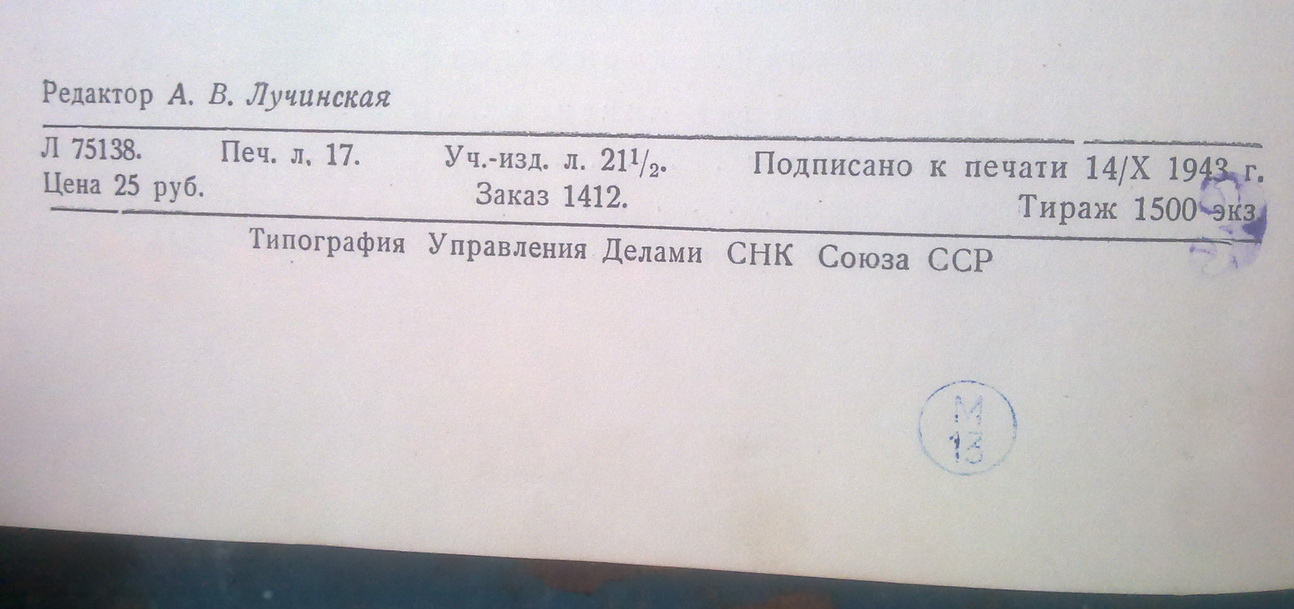 Редактор А. В. Лучинская
Л 75138. Печ. л. 17. Уч.-изд. л. 21½. Подписано к печати 14/X 1943 г.
Цена 25 руб. Заказ 1412. Тираж 1500 экз.
Типография Управления Делами СНК Союза ССР
М
13